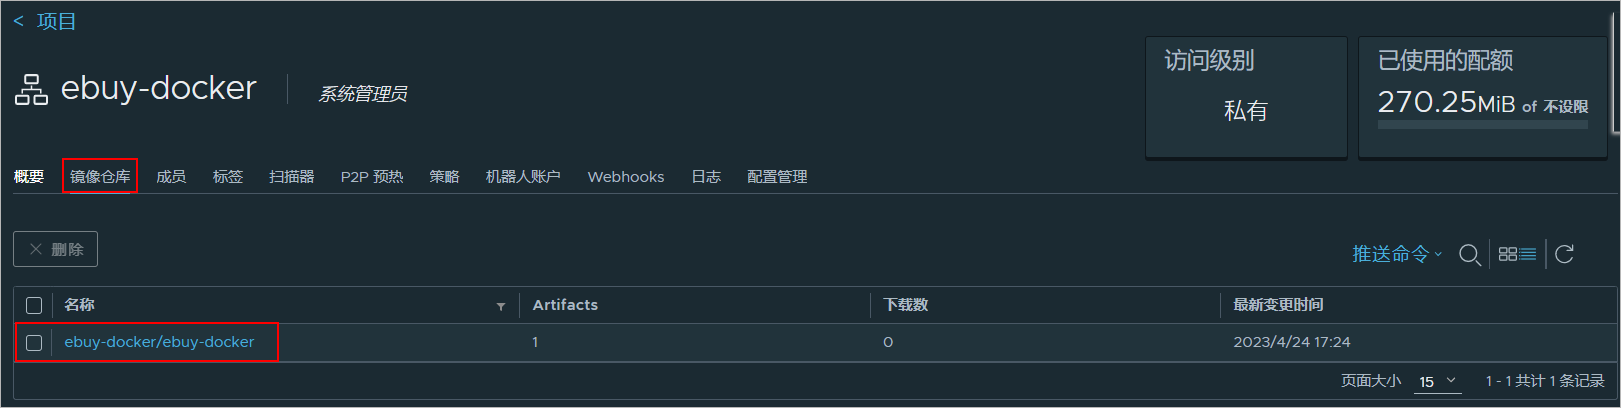 < 项目
ebuy-docker 系统管理员
访问级别
私有
已使用的配额
270.25MiB of 不设限
概要 镜像仓库 成员 标签 扫描器 P2P 预热 策略 机器人账户 Webhooks 日志 配置管理
× 删除
推送命令
名称 Artifacts 下载数 最新变更时间
ebuy-docker/ebuy-docker 1 0 2023/4/24 17:24
页面大小 15 1 - 1 共计 1 条记录